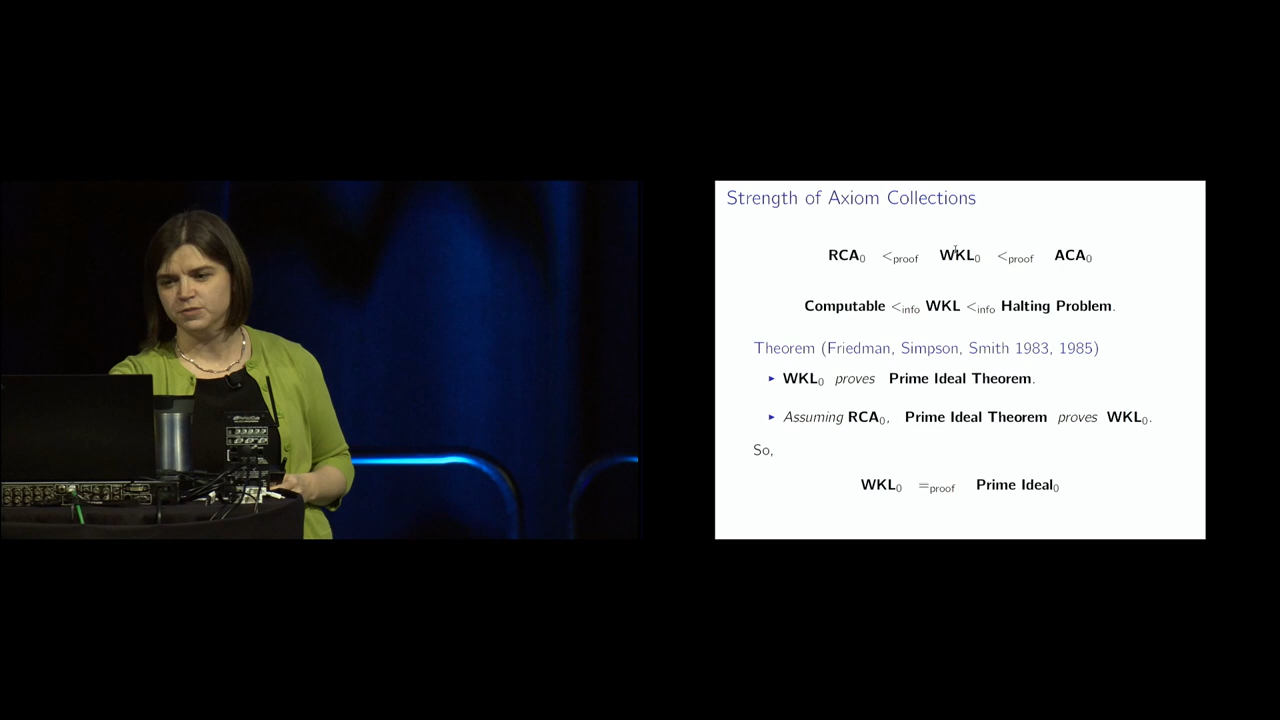 Strength of Axiom Collections
RCA₀ <proof WKL₀ <proof ACA₀
Computable <info WKL <info Halting Problem.
Theorem (Friedman, Simpson, Smith 1983, 1985)
▸ WKL₀ proves Prime Ideal Theorem.
▸ Assuming RCA₀, Prime Ideal Theorem proves WKL₀.
So,
WKL₀ =proof Prime Ideal₀